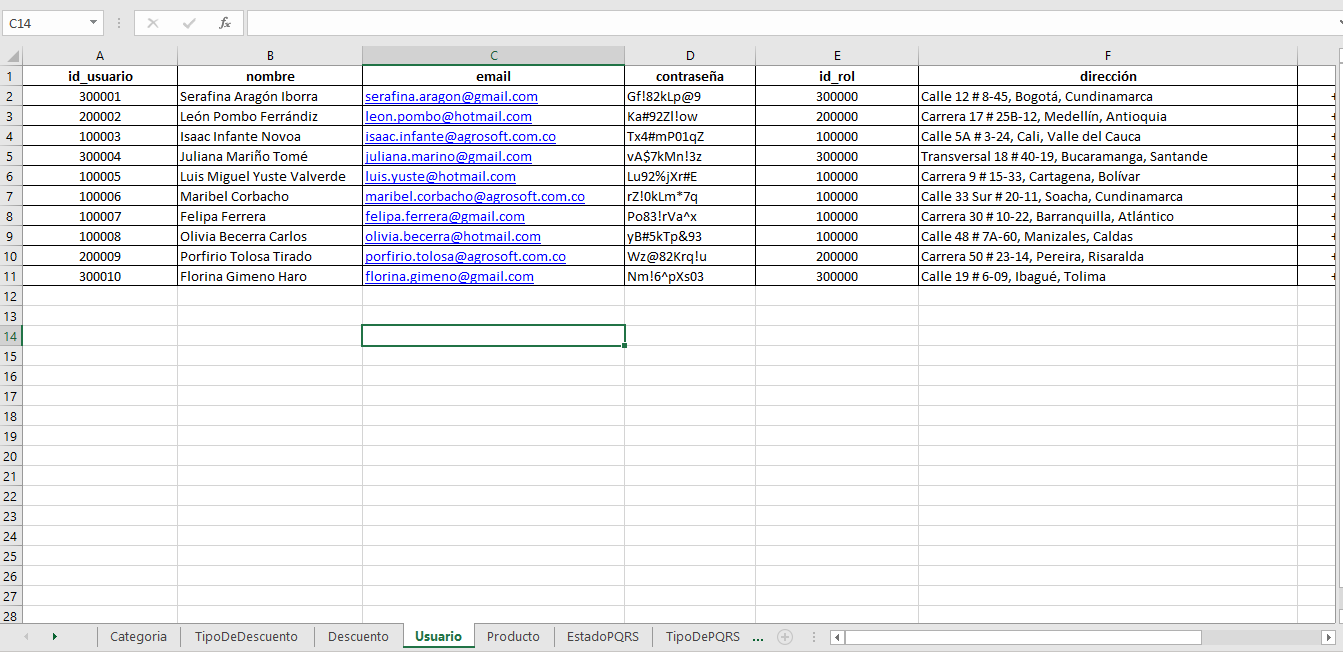 C14 fx
A B C D E F
1 id_usuario nombre email contraseña id_rol dirección
2 300001 Serafina Aragón Iborra serafina.aragon@gmail.com Gf!82kLp@9 300000 Calle 12 # 8-45, Bogotá, Cundinamarca +
3 200002 León Pombo Ferrándiz leon.pombo@hotmail.com Ka#92Zl!ow 200000 Carrera 17 # 25B-12, Medellín, Antioquia +
4 100003 Isaac Infante Novoa isaac.infante@agrosoft.com.co Tx4#mP01qZ 100000 Calle 5A # 3-24, Cali, Valle del Cauca +
5 300004 Juliana Mariño Tomé juliana.marino@gmail.com vA$7kMn!3z 300000 Transversal 18 # 40-19, Bucaramanga, Santande +
6 100005 Luis Miguel Yuste Valverde luis.yuste@hotmail.com Lu92%jXr#E 100000 Carrera 9 # 15-33, Cartagena, Bolívar +
7 100006 Maribel Corbacho maribel.corbacho@agrosoft.com.co rZ!0kLm*7q 100000 Calle 33 Sur # 20-11, Soacha, Cundinamarca +
8 100007 Felipa Ferrera felipa.ferrera@gmail.com Po83!rVa^x 100000 Carrera 30 # 10-22, Barranquilla, Atlántico +
9 100008 Olivia Becerra Carlos olivia.becerra@hotmail.com yB#5kTp&93 100000 Calle 48 # 7A-60, Manizales, Caldas +
10 200009 Porfirio Tolosa Tirado porfirio.tolosa@agrosoft.com.co Wz@82Krq!u 200000 Carrera 50 # 23-14, Pereira, Risaralda +
11 300010 Florina Gimeno Haro florina.gimeno@gmail.com Nm!6^pXs03 300000 Calle 19 # 6-09, Ibagué, Tolima +
12
13
14
15
16
17
18
19
20
21
22
23
24
25
26
27
28
Categoria TipoDeDescuento Descuento Usuario Producto EstadoPQRS TipoDePQRS ...